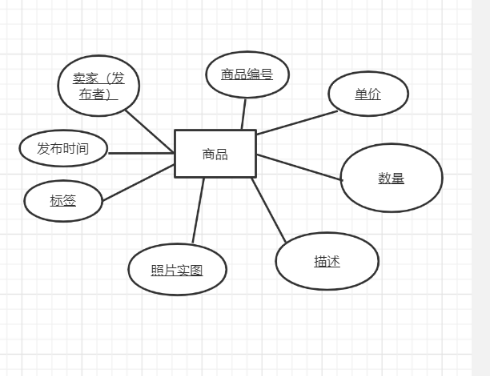 商品编号
卖家（发
布者）
单价
发布时间
商品
数量
标签
照片实图
描述